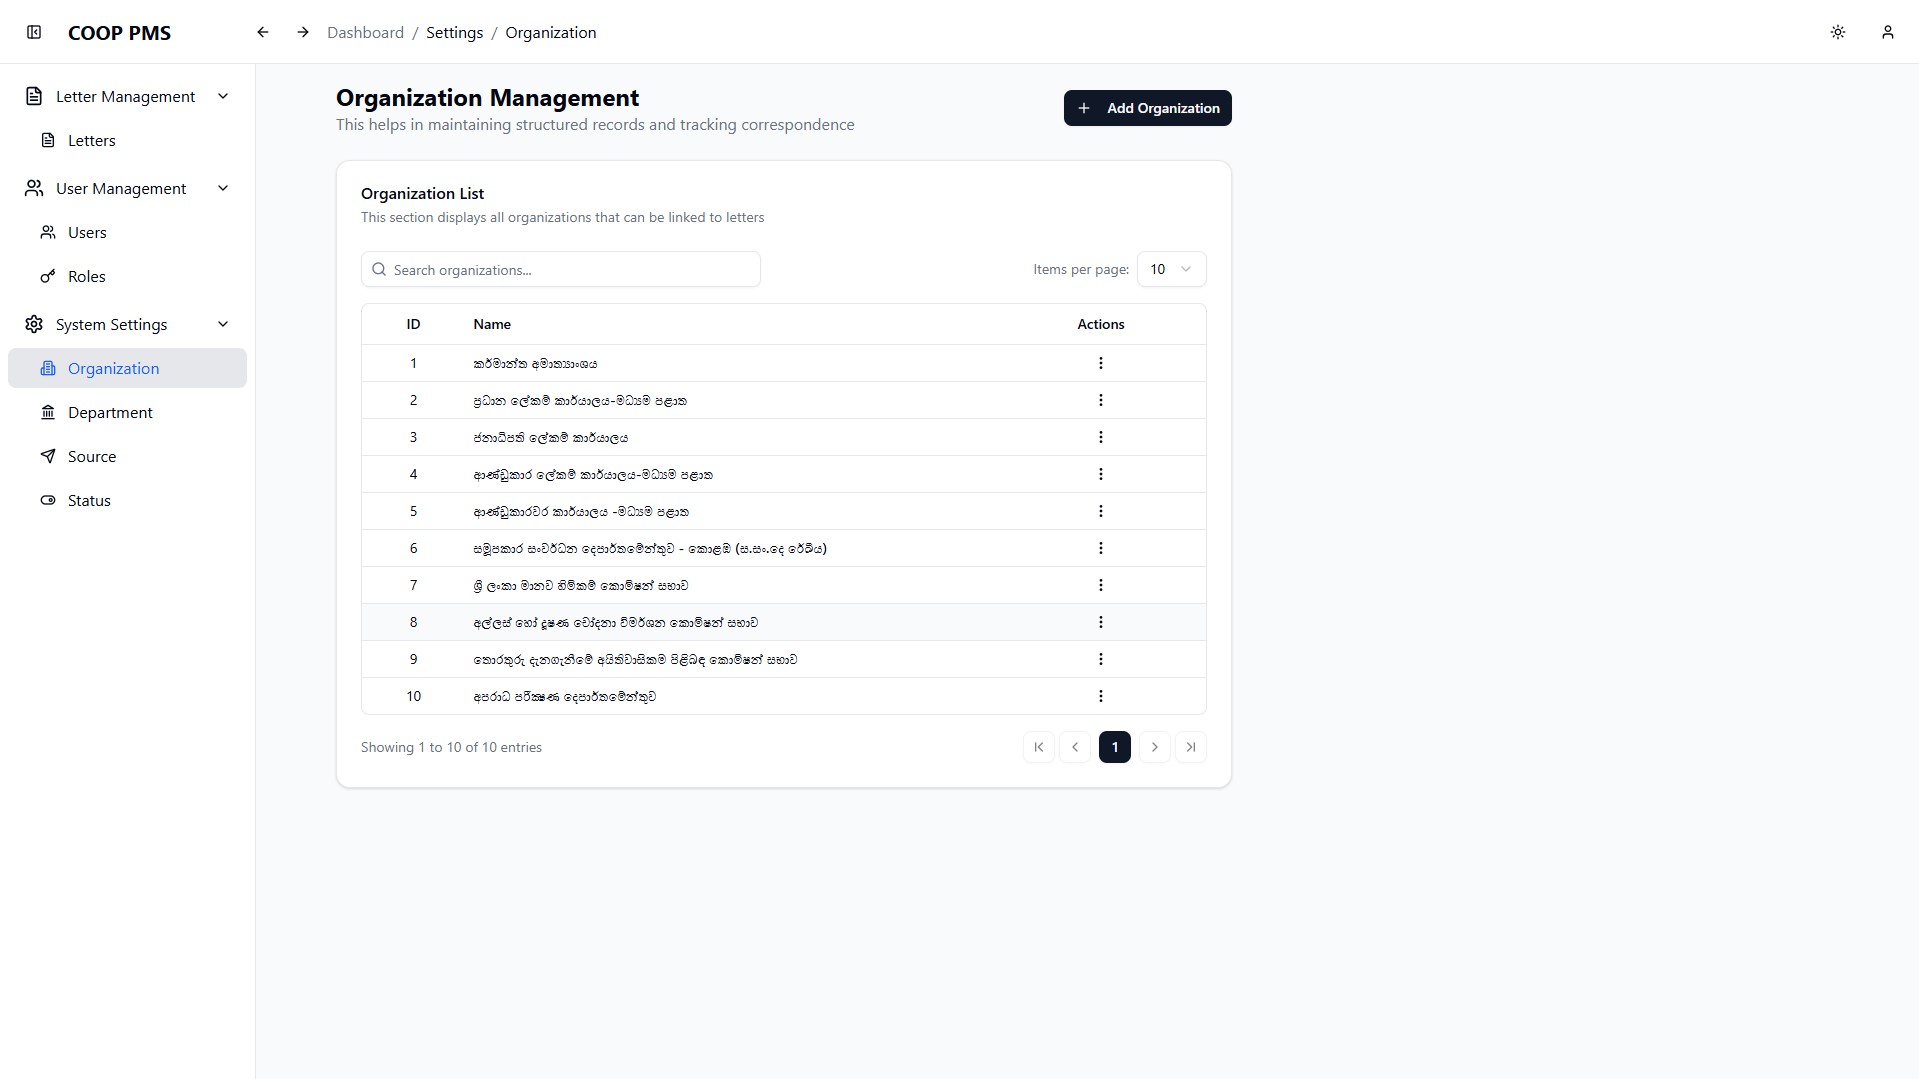 COOP PMS
Dashboard / Settings / Organization
Letter Management
Letters
User Management
Users
Roles
System Settings
Organization
Department
Source
Status
Organization Management
This helps in maintaining structured records and tracking correspondence
Add Organization
Organization List
This section displays all organizations that can be linked to letters
Search organizations...
Items per page: 10
ID Name Actions
1 කර්මාන්ත අමාත්‍යාංශය
2 ප්‍රධාන ලේකම් කාර්යාලය-මධ්‍යම පළාත
3 ජනාධිපති ලේකම් කාර්යාලය
4 ආණ්ඩුකාර ලේකම් කාර්යාලය-මධ්‍යම පළාත
5 ආණ්ඩුකාරවර කාර්යාලය -මධ්‍යම පළාත
6 සමූපකාර සංවර්ධන දෙපාර්තමේන්තුව - කොළඹ (ස.සං.දෙ රේඛීය)
7 ශ්‍රී ලංකා මානව හිමිකම් කොමිෂන් සභාව
8 අල්ලස් හෝ දූෂණ චෝදනා විමර්ශන කොමිෂන් සභාව
9 තොරතුරු දැනගැනීමේ අයිතිවාසිකම පිළිබඳ කොමිෂන් සභාව
10 අපරාධ පරීක්ෂණ දෙපාර්තමේන්තුව
Showing 1 to 10 of 10 entries
1